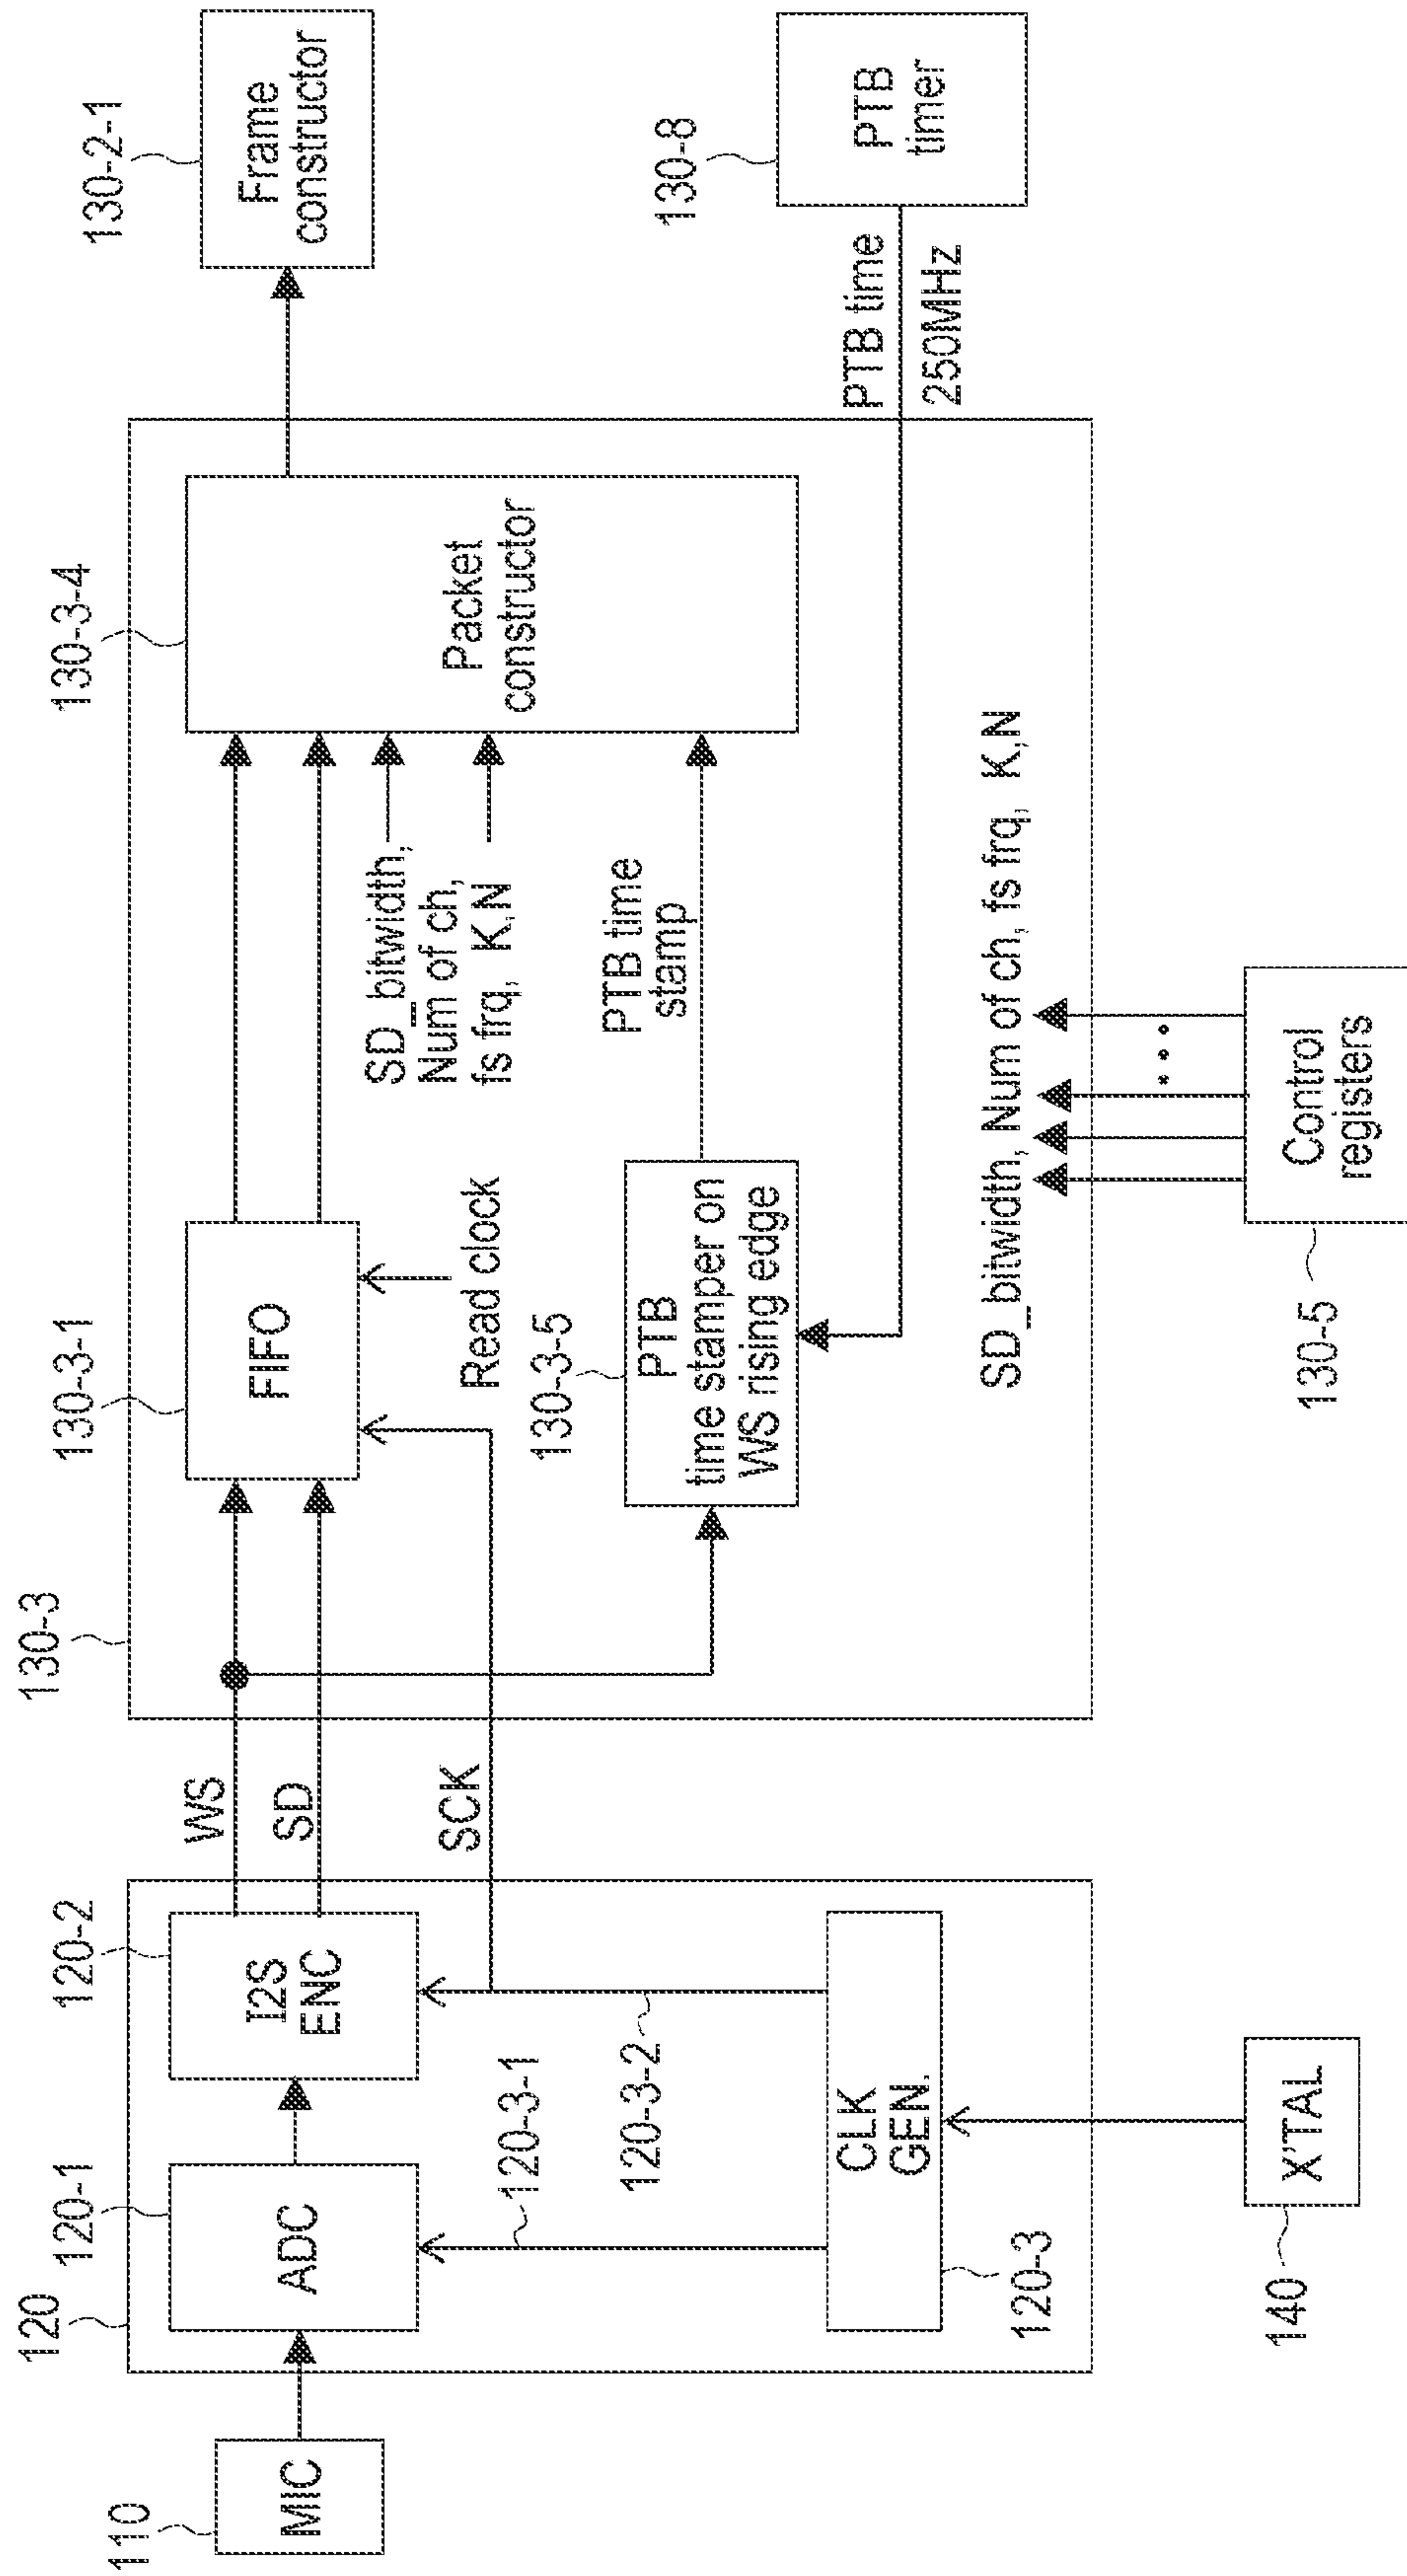 110
MIC
120
120-1
ADC
120-2
I2S
ENC
120-3-1
120-3-2
CLK
GEN.
120-3
140
X'TAL
WS
SD
SCK
130-3
130-3-1
FIFO
Read clock
130-3-5
PTB
time stamper on
WS rising edge
SD_bitwidth,
Num of ch,
fs frq, K,N
PTB time
stamp
130-3-4
Packet
constructor
SD_bitwidth, Num of ch, fs frq, K,N
130-5
Control
registers
130-2-1
Frame
constructor
PTB time
250MHz
130-8
PTB
timer